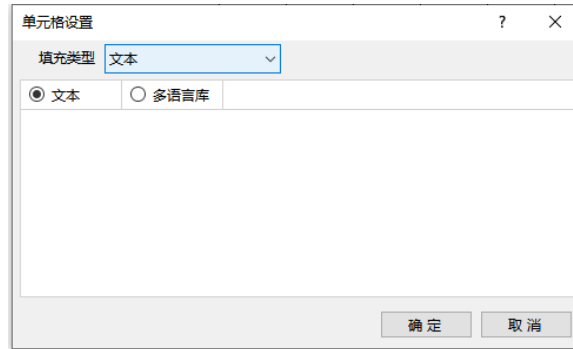 单元格设置 ?
填充类型 文本
文本 多语言库
确定 取消